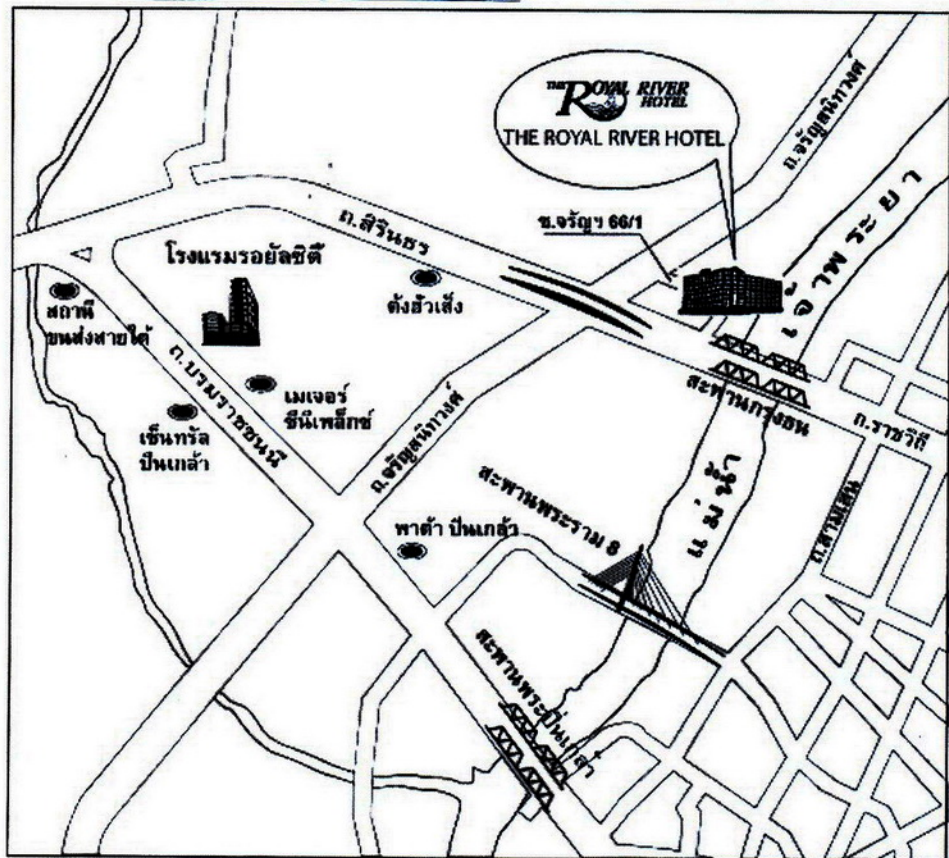 THE ROYAL RIVER
HOTEL
THE ROYAL RIVER HOTEL
ถ.จรัญสนิทวงศ์
ซ.จรัญฯ 66/1
ถ.สิรินธร
โรงแรมรอยัลซิตี้
ตั้งฮั่วเส็ง
สถานี
ขนส่งสายใต้
ถ.บรมราชชนนี
เมเจอร์
ซีนีเพล็กซ์
เซ็นทรัล
ปิ่นเกล้า
ถ.จรัญสนิทวงศ์
สะพานกรุงธน
ถ.ราชวิถี
แม่น้ำ
เจ้าพระยา
ถ.สามเสน
สะพานพระราม 8
พาต้า ปิ่นเกล้า
สะพานพระปิ่นเกล้า